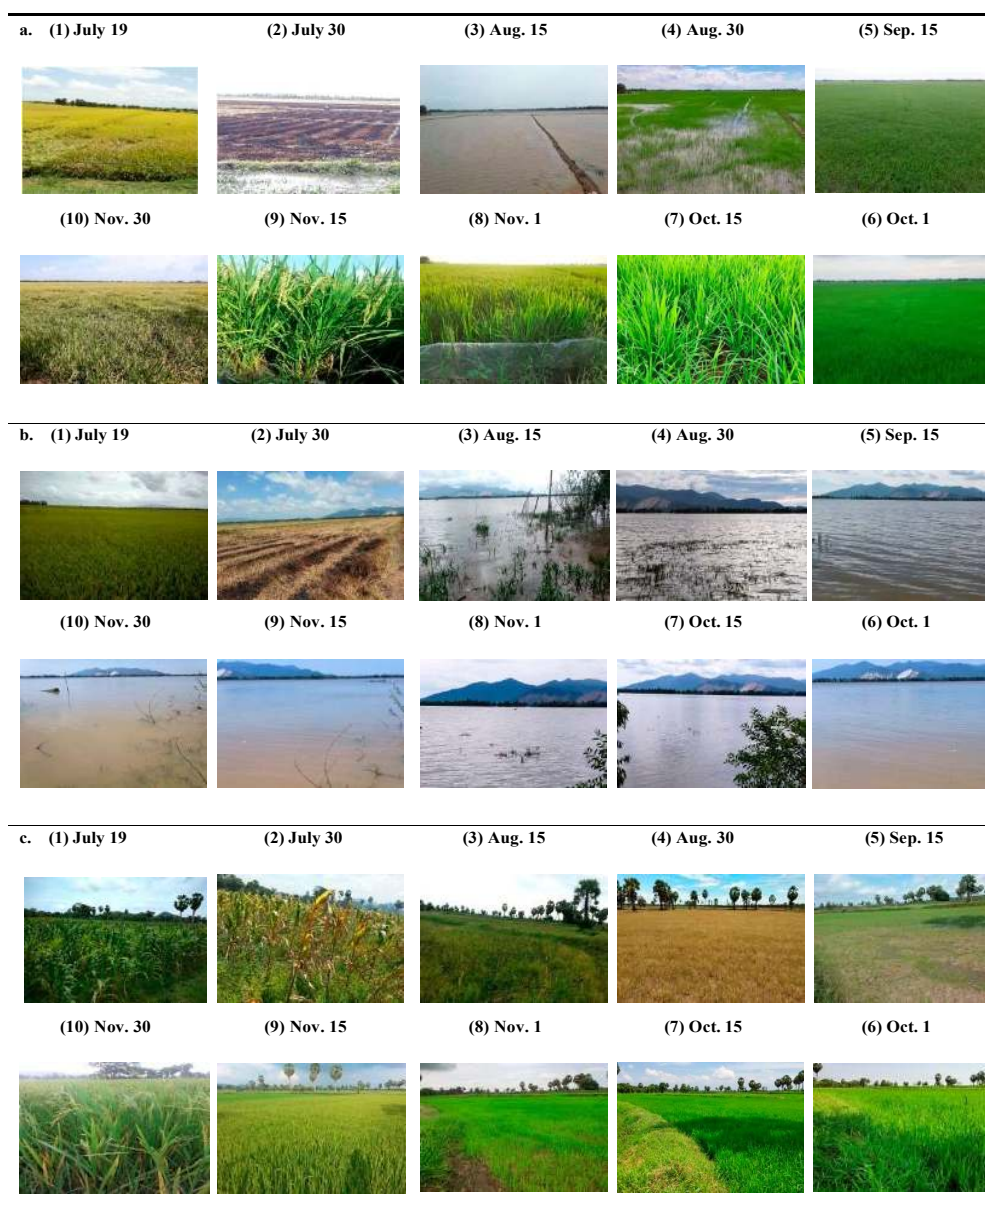 a. (1) July 19 (2) July 30 (3) Aug. 15 (4) Aug. 30 (5) Sep. 15
(10) Nov. 30 (9) Nov. 15 (8) Nov. 1 (7) Oct. 15 (6) Oct. 1
b. (1) July 19 (2) July 30 (3) Aug. 15 (4) Aug. 30 (5) Sep. 15
(10) Nov. 30 (9) Nov. 15 (8) Nov. 1 (7) Oct. 15 (6) Oct. 1
c. (1) July 19 (2) July 30 (3) Aug. 15 (4) Aug. 30 (5) Sep. 15
(10) Nov. 30 (9) Nov. 15 (8) Nov. 1 (7) Oct. 15 (6) Oct. 1